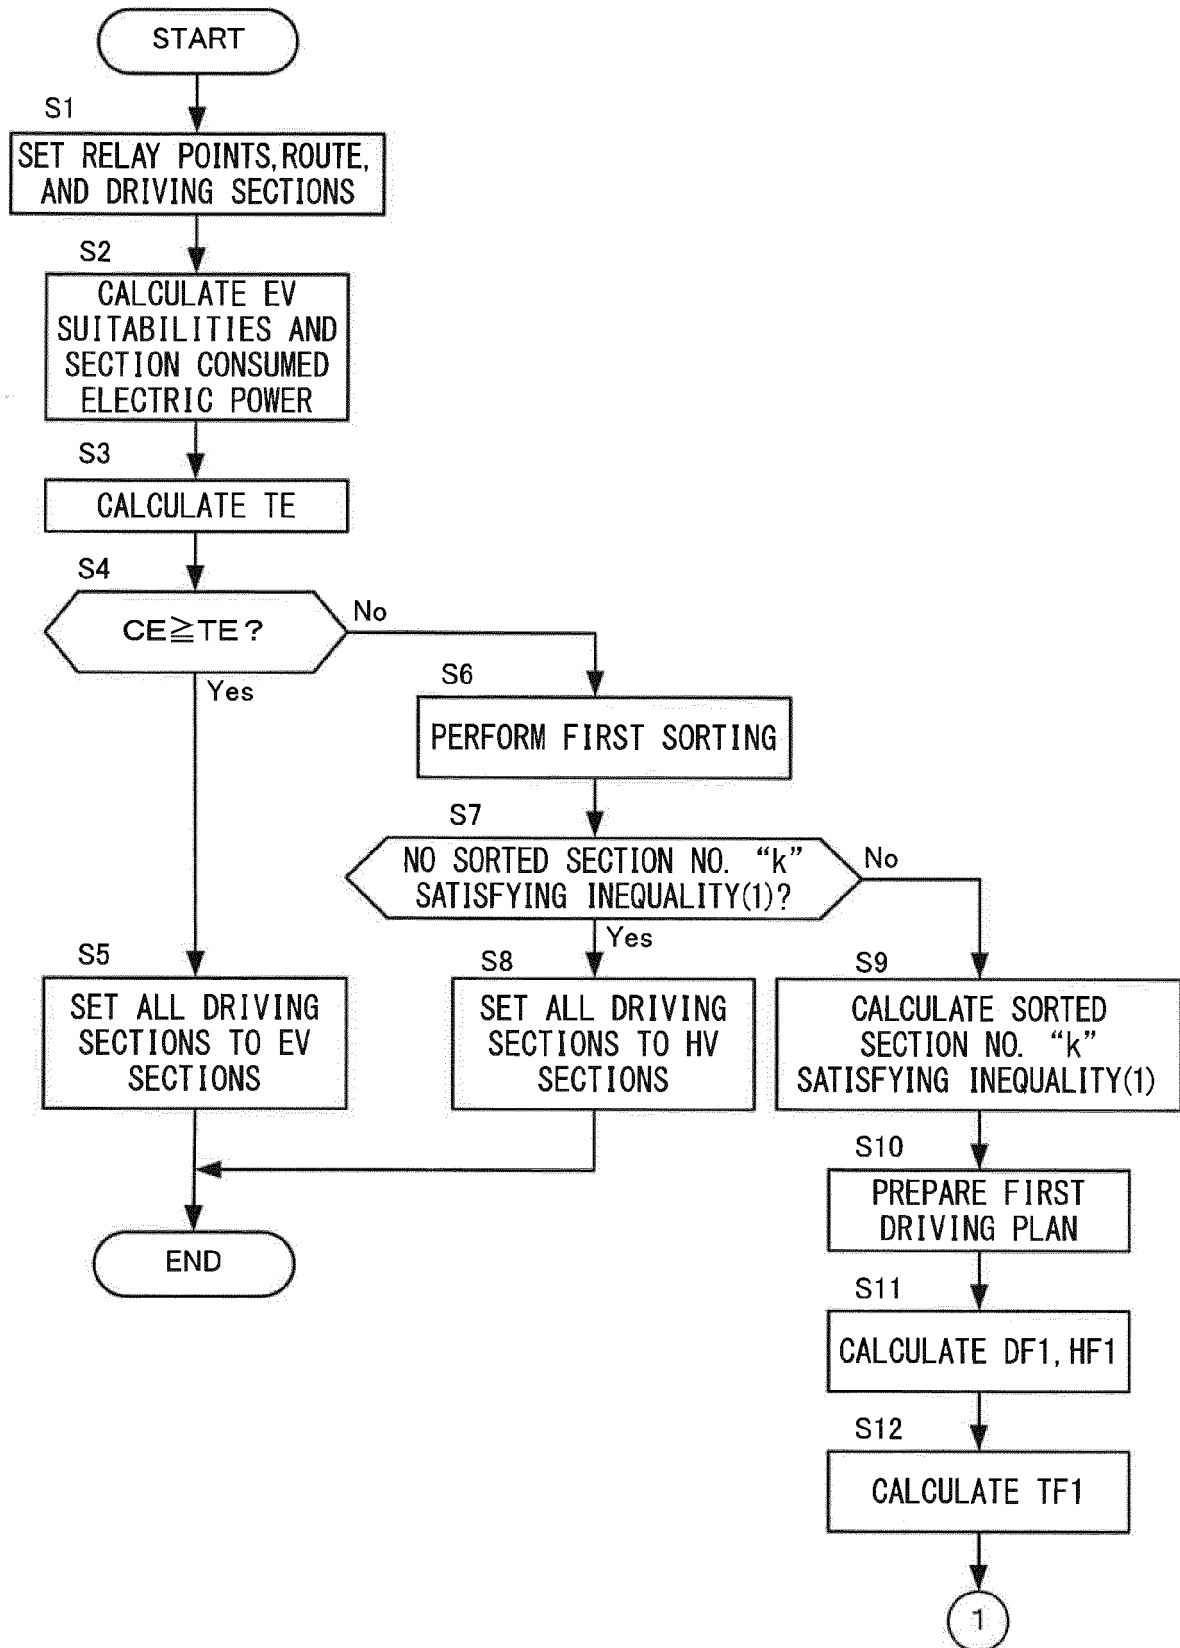 START
S1
SET RELAY POINTS, ROUTE,
AND DRIVING SECTIONS
S2
CALCULATE EV
SUITABILITIES AND
SECTION CONSUMED
ELECTRIC POWER
S3
CALCULATE TE
S4
CE≧TE?
No
Yes
S6
PERFORM FIRST SORTING
S7
NO SORTED SECTION NO. “k”
SATISFYING INEQUALITY(1)?
No
Yes
S5
SET ALL DRIVING
SECTIONS TO EV
SECTIONS
S8
SET ALL DRIVING
SECTIONS TO HV
SECTIONS
S9
CALCULATE SORTED
SECTION NO. “k”
SATISFYING INEQUALITY(1)
S10
PREPARE FIRST
DRIVING PLAN
END
S11
CALCULATE DF1, HF1
S12
CALCULATE TF1
1